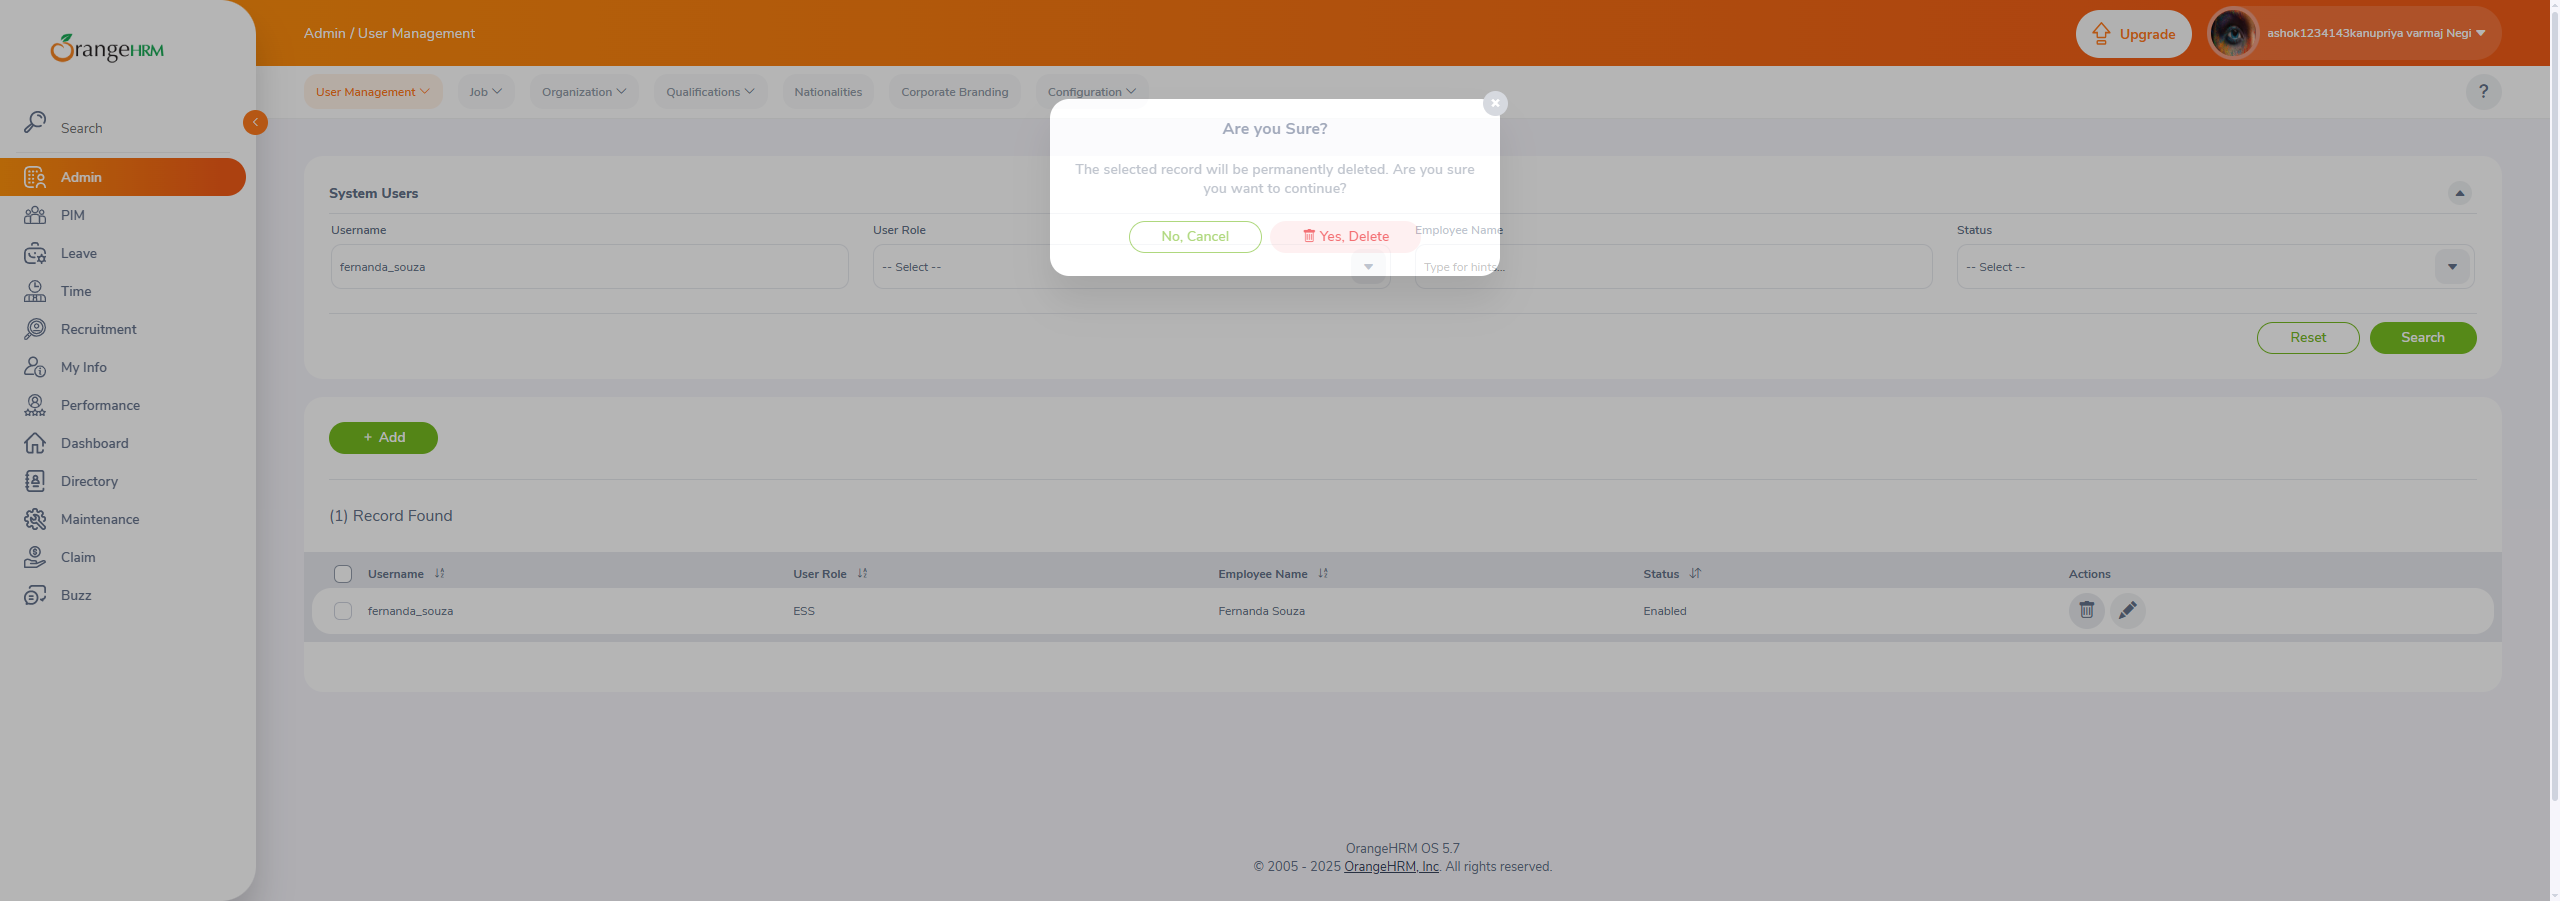 OrangeHRM
Search
Admin
PIM
Leave
Time
Recruitment
My Info
Performance
Dashboard
Directory
Maintenance
Claim
Buzz
Admin / User Management
Upgrade
ashok1234143kanupriya varmaj Negi
User Management
Job
Organization
Qualifications
Nationalities
Corporate Branding
Configuration
?
Are you Sure?
The selected record will be permanently deleted. Are you sure
you want to continue?
No, Cancel
Yes, Delete
System Users
Username
User Role
Employee Name
Status
fernanda_souza
-- Select --
Type for hints...
-- Select --
Reset
Search
+ Add
(1) Record Found
Username
User Role
Employee Name
Status
Actions
fernanda_souza
ESS
Fernanda Souza
Enabled
OrangeHRM OS 5.7
© 2005 - 2025 OrangeHRM, Inc. All rights reserved.